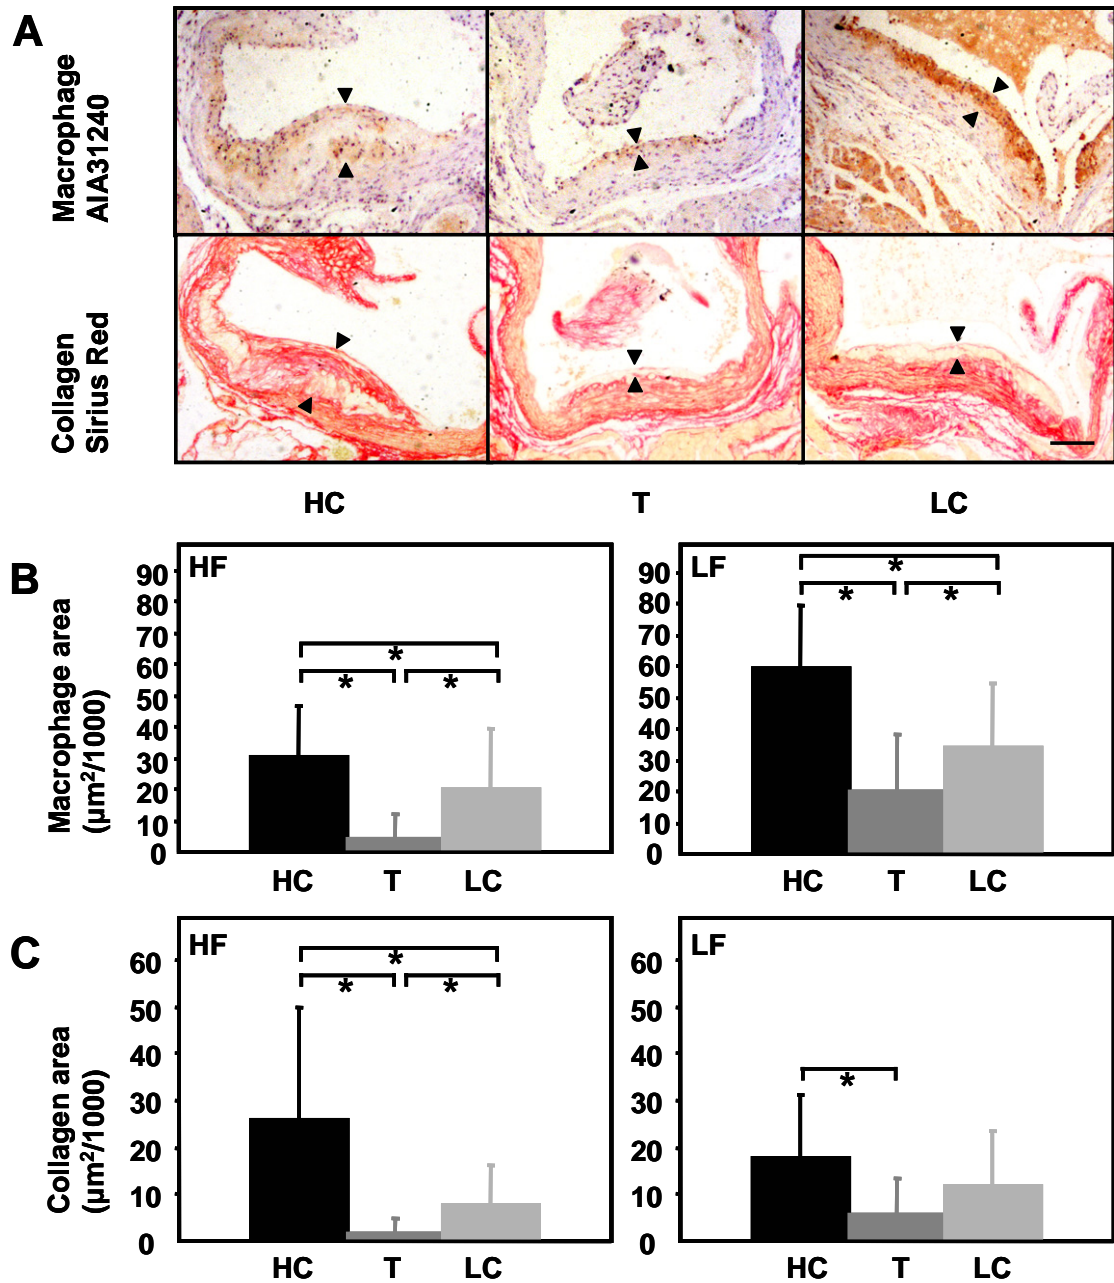 A
Macrophage
AIA31240
Collagen
Sirius Red
HC T LC
B
Macrophage area
(µm²/1000)
HF
90
80
70
60
50
40
30
20
10
0
*
* *
HC T LC
LF
90
80
70
60
50
40
30
20
10
0
*
* *
HC T LC
C
Collagen area
(µm²/1000)
HF
60
50
40
30
20
10
0
*
* *
HC T LC
LF
60
50
40
30
20
10
0
*
HC T LC